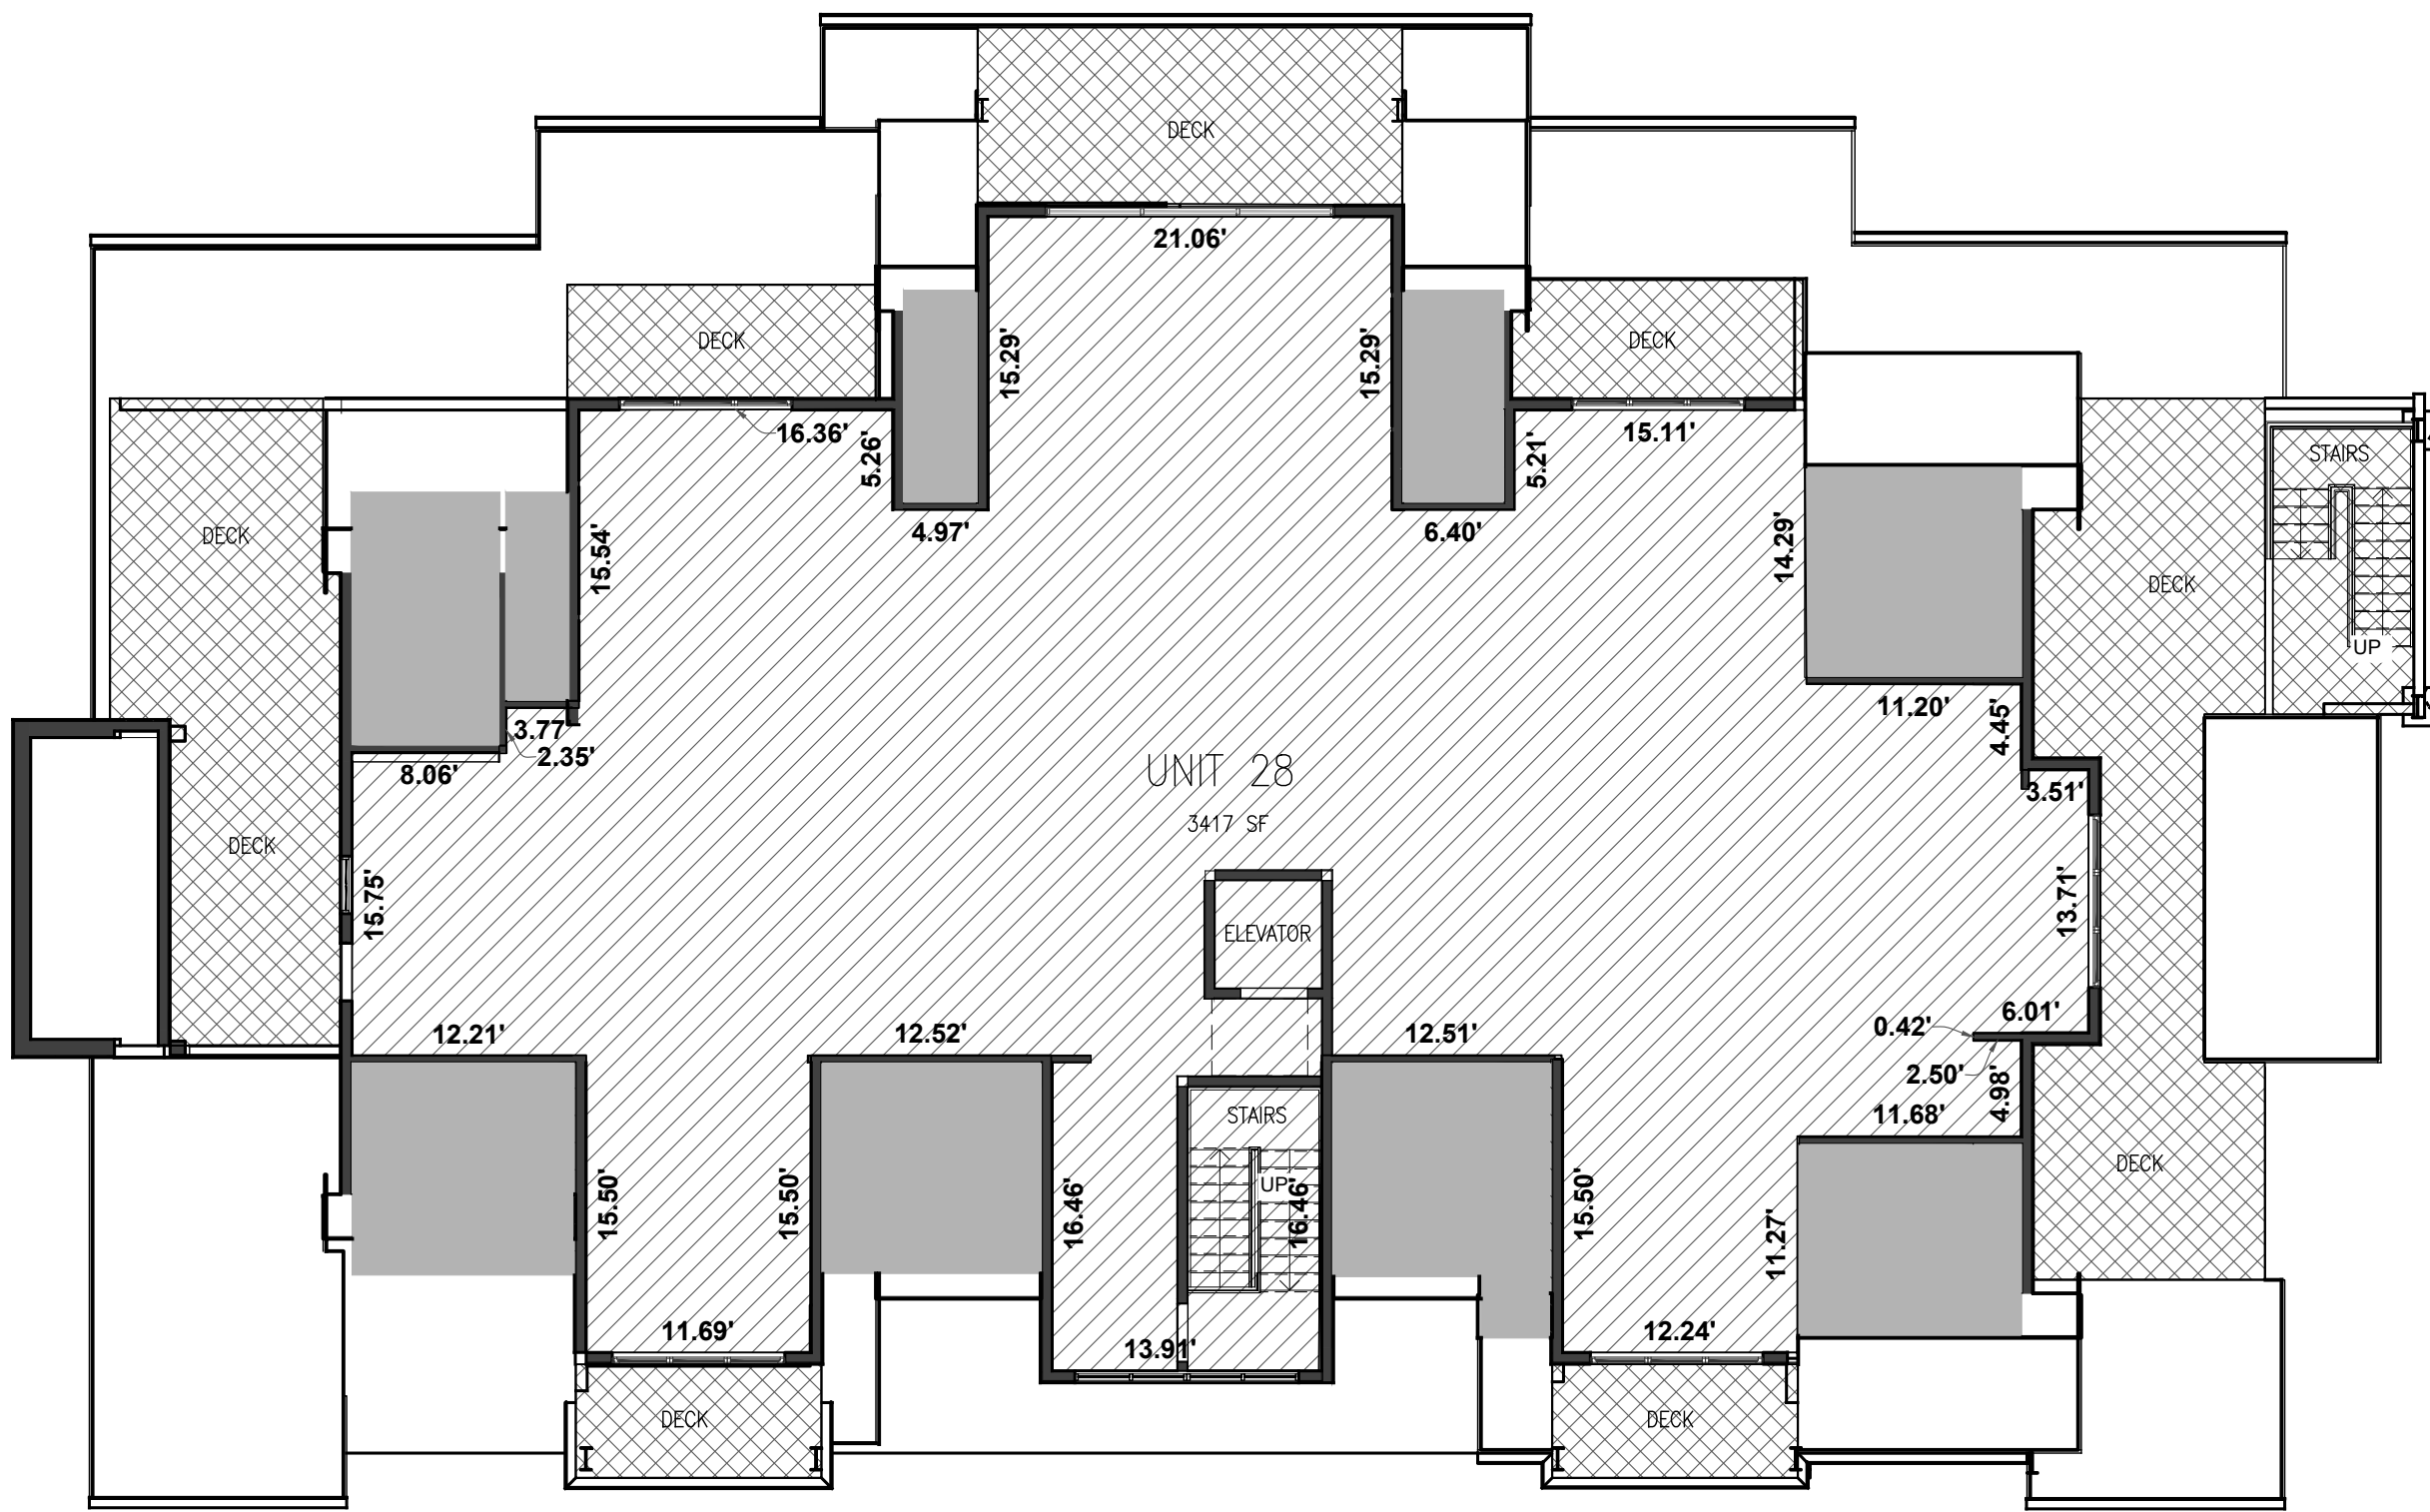 DECK
21.06'
DECK
15.29'
15.29'
DECK
16.36'
5.26'
15.11'
5.21'
STAIRS
DECK
4.97'
6.40'
15.54'
14.29'
DECK
UP
3.77
2.35'
8.06'
11.20'
4.45'
UNIT 28
3.51'
3417 SF
DECK
15.75'
ELEVATOR
13.71'
12.21'
12.52'
12.51'
0.42'
6.01'
2.50'
4.98'
11.68'
STAIRS
DECK
UP
15.50'
15.50'
16.46'
16.46'
15.50'
11.27'
11.69'
13.91'
12.24'
DECK
DECK